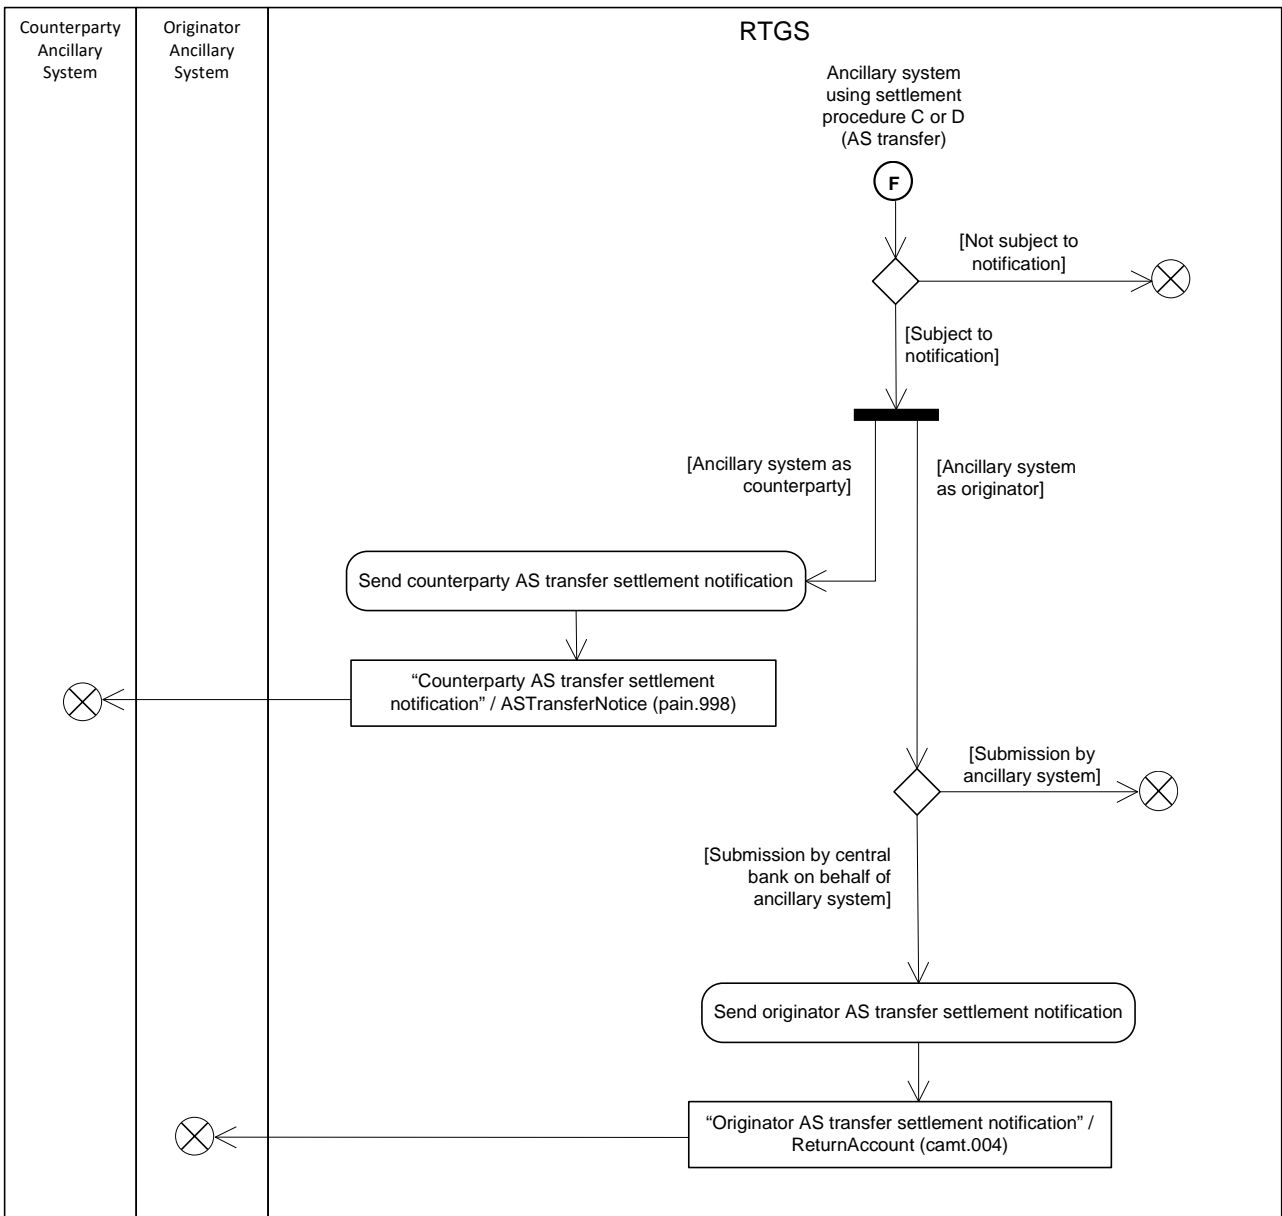 Counterparty
Ancillary
System
Originator
Ancillary
System
RTGS
Ancillary system
using settlement
procedure C or D
(AS transfer)
F
[Not subject to
notification]
[Subject to
notification]
[Ancillary system as
counterparty]
[Ancillary system
as originator]
Send counterparty AS transfer settlement notification
“Counterparty AS transfer settlement
notification” / ASTransferNotice (pain.998)
[Submission by
ancillary system]
[Submission by central
bank on behalf of
ancillary system]
Send originator AS transfer settlement notification
“Originator AS transfer settlement notification” /
ReturnAccount (camt.004)